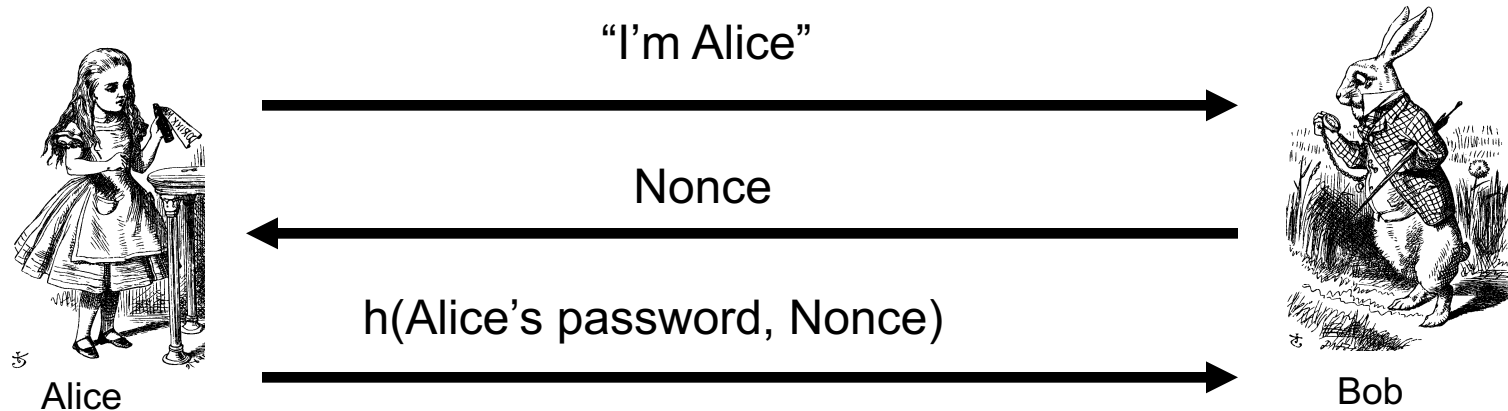 “I’m Alice”
Nonce
h(Alice’s password, Nonce)
Alice
Bob